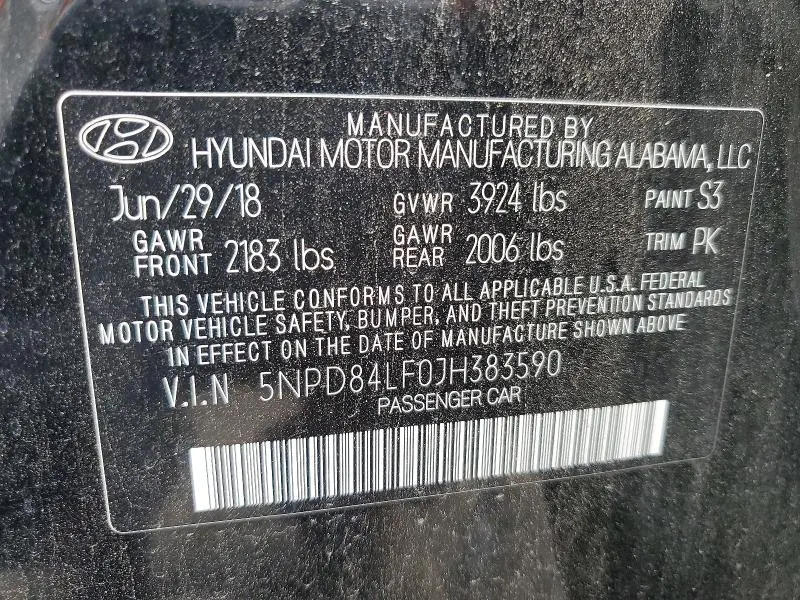 MANUFACTURED BY
HYUNDAI MOTOR MANUFACTURING ALABAMA, LLC
Jun/29/18 GVWR 3924 lbs PAINT S3
GAWR FRONT 2183 lbs GAWR REAR 2006 lbs TRIM PK
THIS VEHICLE CONFORMS TO ALL APPLICABLE U.S.A. FEDERAL
MOTOR VEHICLE SAFETY, BUMPER, AND THEFT PREVENTION STANDARDS
IN EFFECT ON THE DATE OF MANUFACTURE SHOWN ABOVE
V.I.N 5NPD84LF0JH383590
PASSENGER CAR